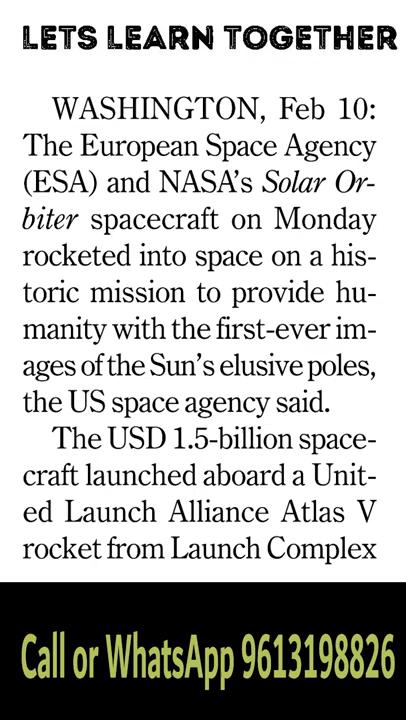 LETS LEARN TOGETHER
WASHINGTON, Feb 10:
The European Space Agency
(ESA) and NASA's Solar Or-
biter spacecraft on Monday
rocketed into space on a his-
toric mission to provide hu-
manity with the first-ever im-
ages of the Sun's elusive poles,
the US space agency said.
The USD 1.5-billion space-
craft launched aboard a Unit-
ed Launch Alliance Atlas V
rocket from Launch Complex
Call or WhatsApp 9613198826